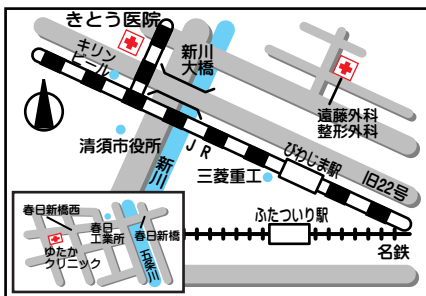 きとう医院
キリン
ビール
新川
大橋
遠藤外科
整形外科
清須市役所
新川
JR
びわじま駅
三菱重工
旧22号
春日新橋西
春日
工業所
春日新橋
ゆたか
クリニック
五条川
ふたついり駅
名鉄